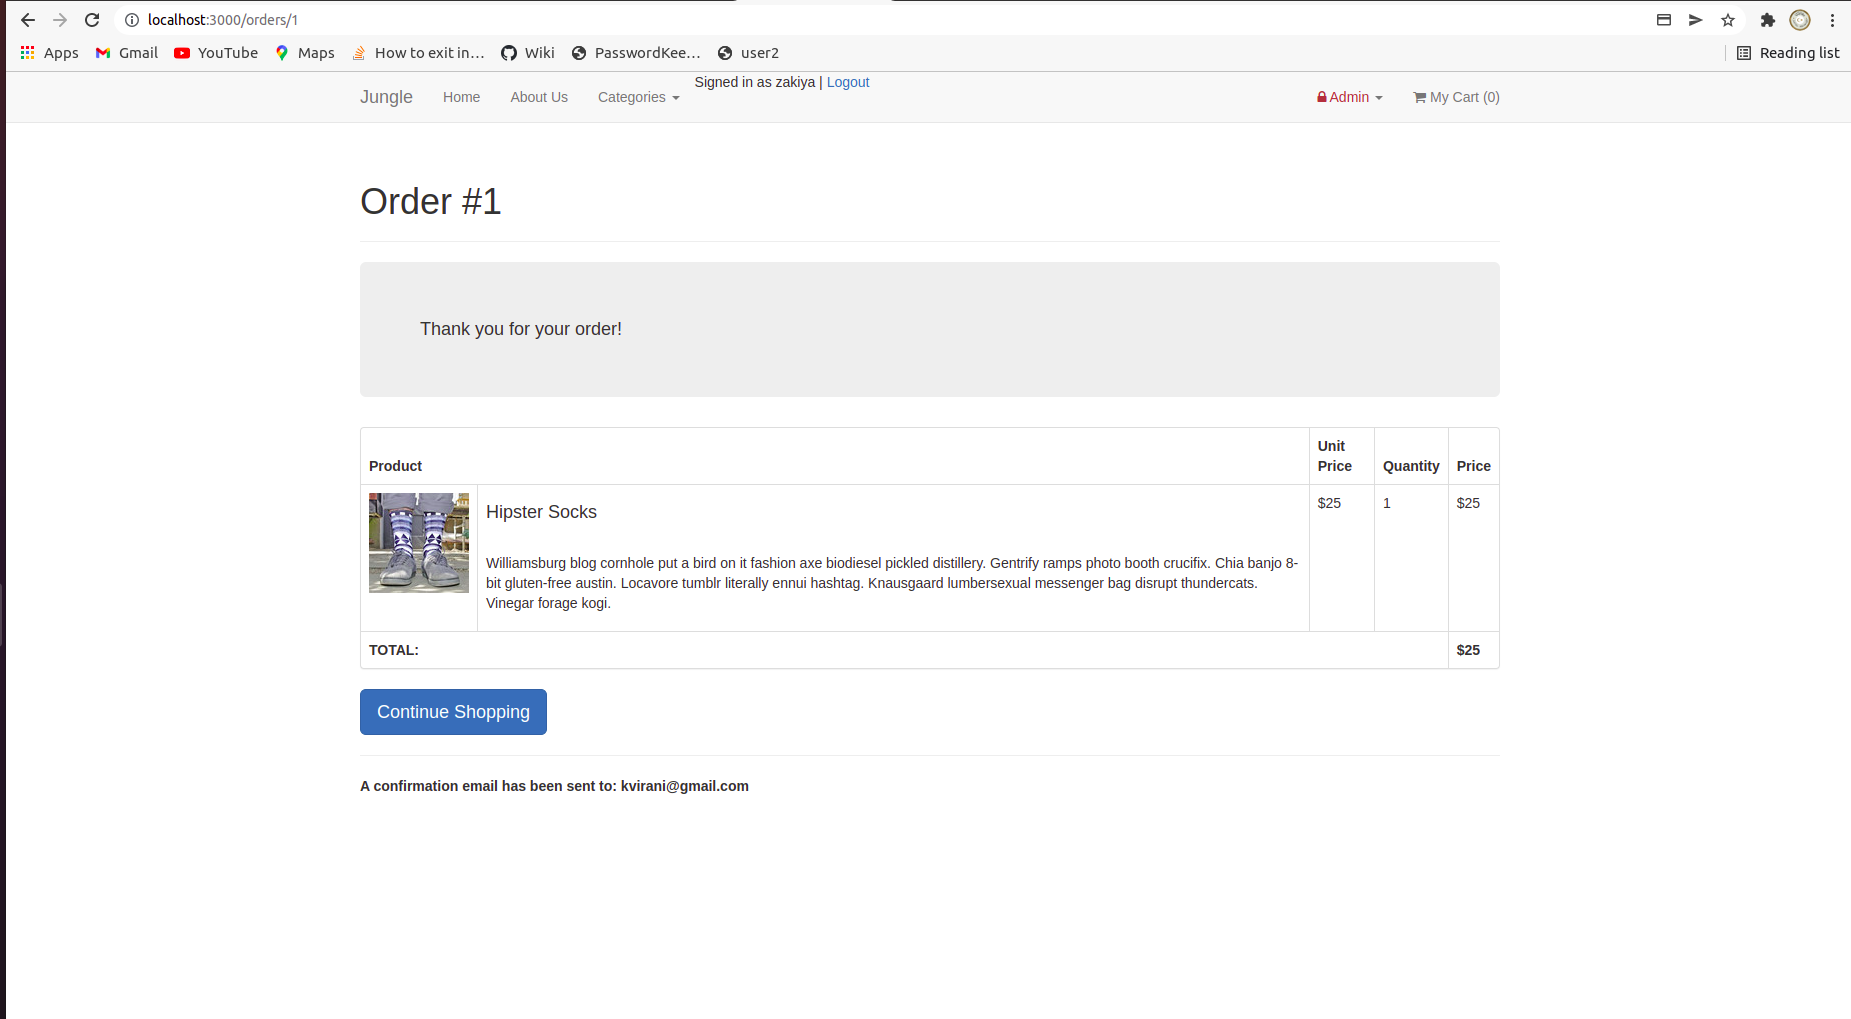 localhost:3000/orders/1
Apps Gmail YouTube Maps How to exit in... Wiki PasswordKee... user2 Reading list
Signed in as zakiya | Logout
Jungle Home About Us Categories Admin My Cart (0)
Order #1
Thank you for your order!
Product Unit Price Quantity Price
Hipster Socks $25 1 $25
Williamsburg blog cornhole put a bird on it fashion axe biodiesel pickled distillery. Gentrify ramps photo booth crucifix. Chia banjo 8-
bit gluten-free austin. Locavore tumblr literally ennui hashtag. Knausgaard lumbersexual messenger bag disrupt thundercats.
Vinegar forage kogi.
TOTAL: $25
Continue Shopping
A confirmation email has been sent to: kvirani@gmail.com